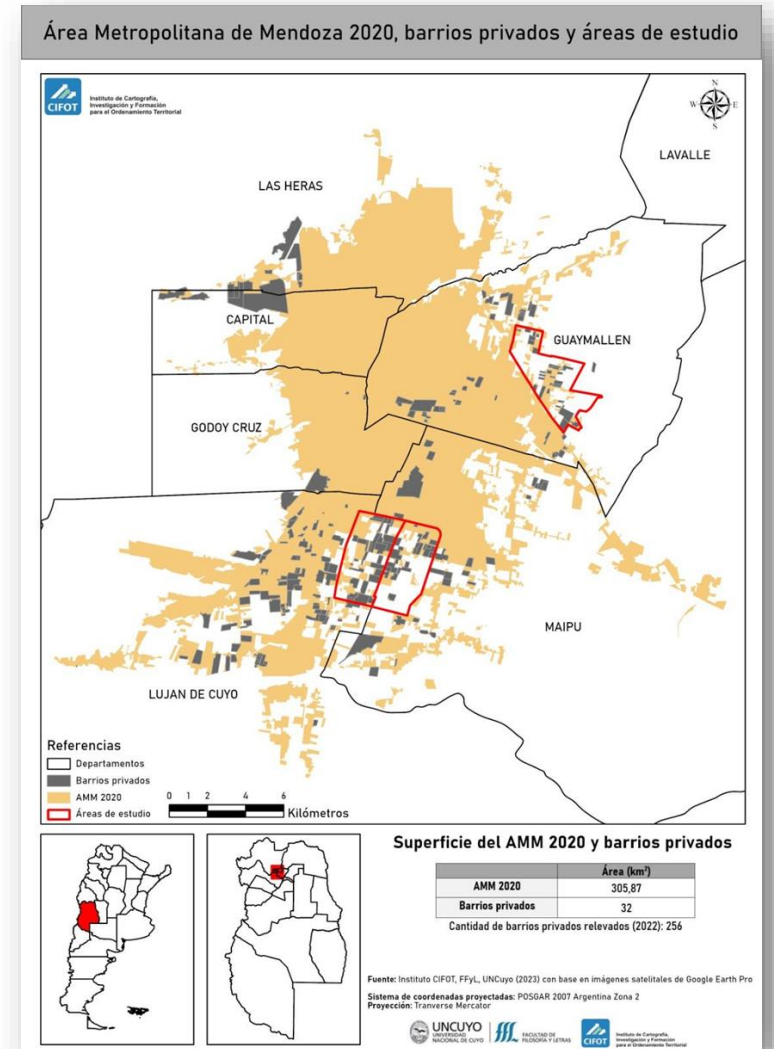 Área Metropolitana de Mendoza 2020, barrios privados y áreas de estudio
CIFOT
Instituto de Cartografía,
Investigación y Formación
para el Ordenamiento Territorial
N
W E
S
LAVALLE
LAS HERAS
CAPITAL
GUAYMALLEN
GODOY CRUZ
MAIPU
LUJAN DE CUYO
Referencias
Departamentos
Barrios privados
AMM 2020
Áreas de estudio
0 1 2 4 6
Kilómetros
Superficie del AMM 2020 y barrios privados
Área (km²)
AMM 2020 305,87
Barrios privados 32
Cantidad de barrios privados relevados (2022): 256
Fuente: Instituto CIFOT, FFyL, UNCuyo (2023) con base en imágenes satelitales de Google Earth Pro
Sistema de coordenadas proyectadas: POSGAR 2007 Argentina Zona 2
Proyección: Tranverse Mercator
UNCUYO
UNIVERSIDAD
NACIONAL DE CUYO
FACULTAD DE
FILOSOFÍA Y LETRAS
CIFOT
Instituto de Cartografía,
Investigación y Formación
para el Ordenamiento Territorial